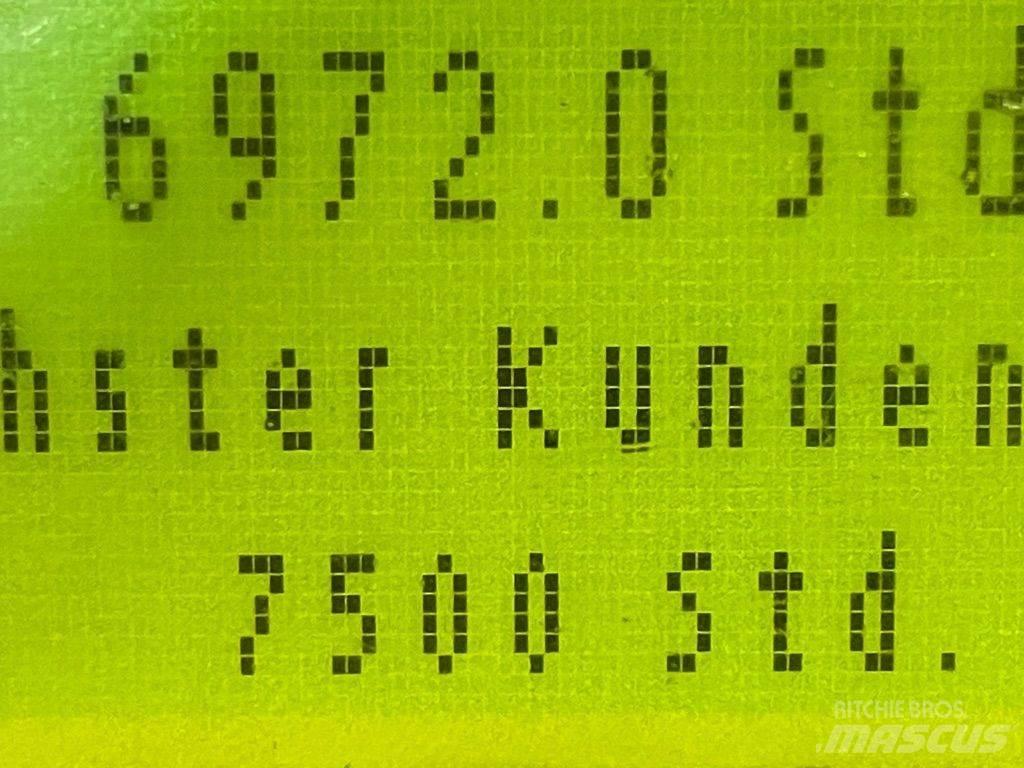 6972.0 Std
hster Kunden
7500 Std.
RITCHIE BROS.
MASCUS